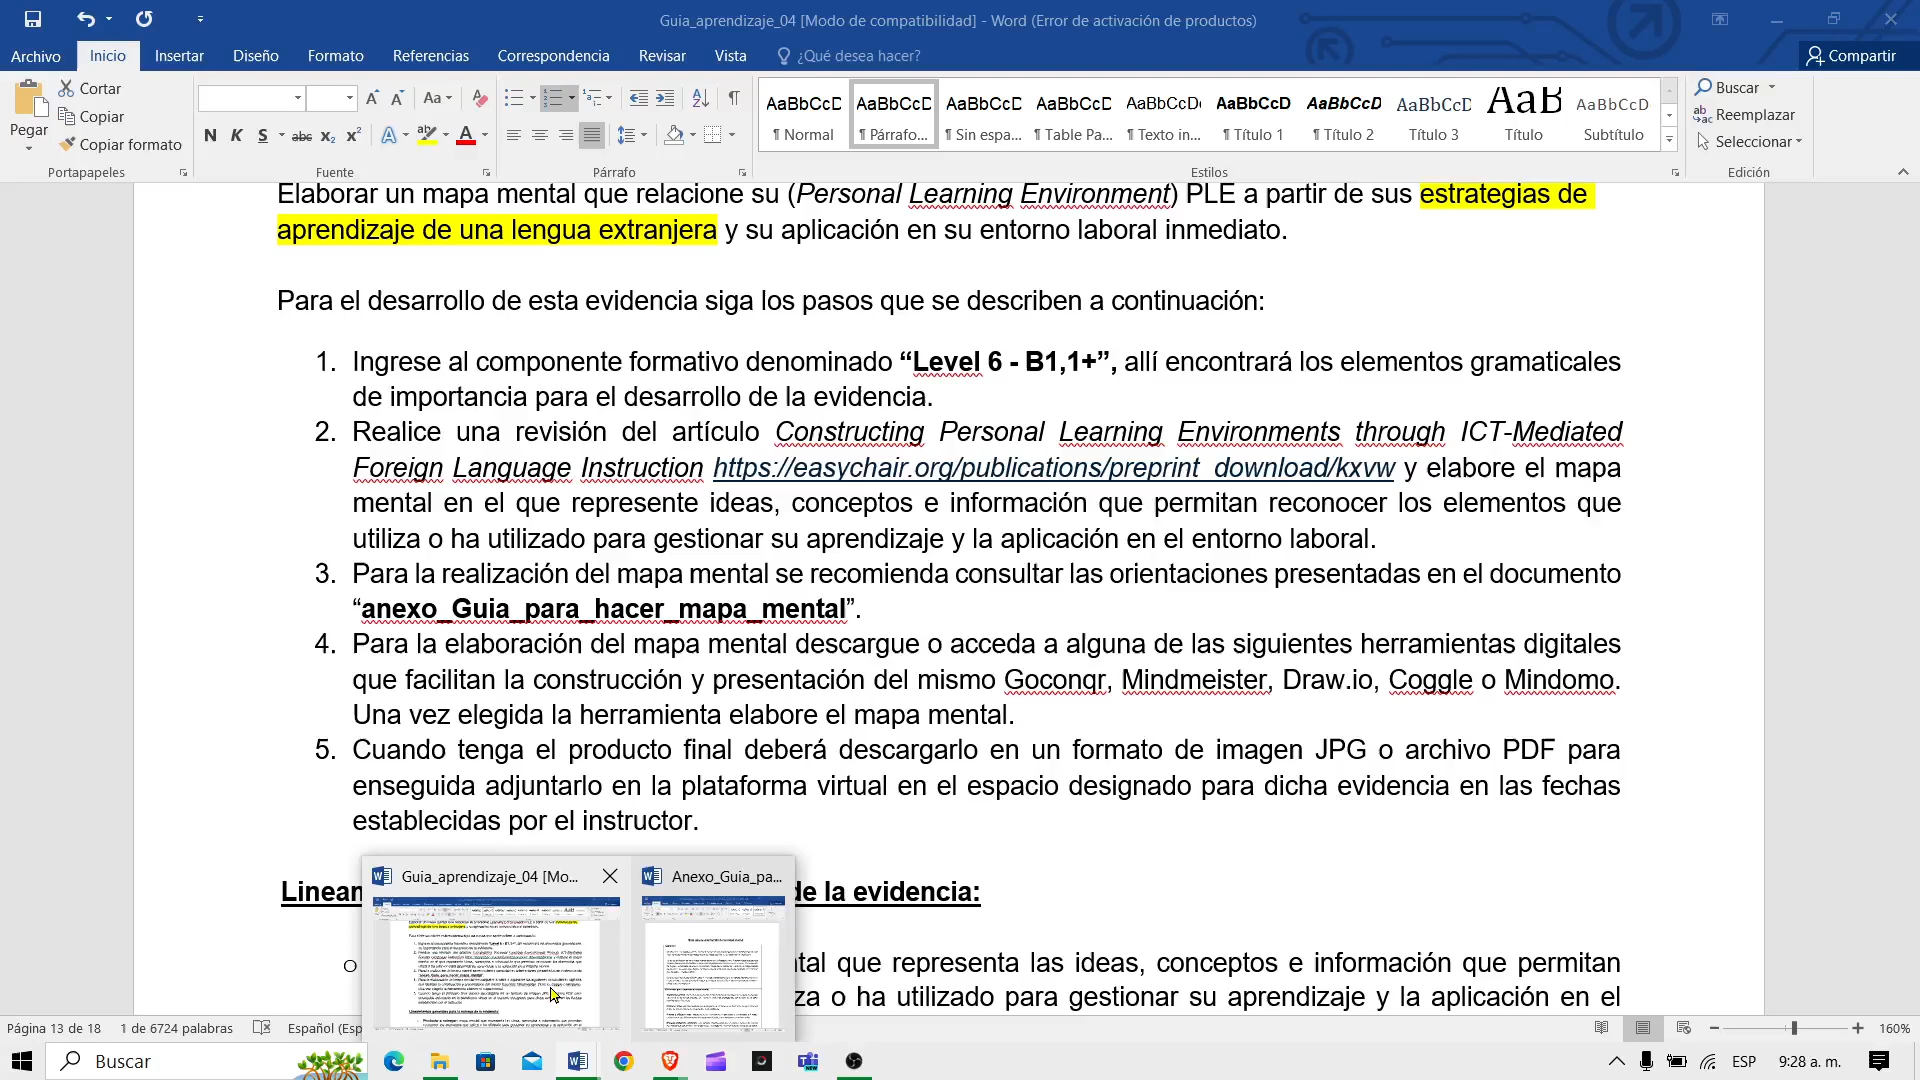 Guia_aprendizaje_04 [Modo de compatibilidad] - Word (Error de activación de productos)
Archivo Inicio Insertar Diseño Formato Referencias Correspondencia Revisar Vista ¿Qué desea hacer? Compartir
Pegar
Cortar
Copiar
Copiar formato
Portapapeles
N K S abc x₂ x²
Aa
Fuente
Párrafo
AaBbCcD AaBbCcD AaBbCcD AaBbCcD AaBbCcD AaBbCcD AaBbCcD AaBbCcD AaB AaBbCcD
¶ Normal ¶ Párrafo... ¶ Sin espa... ¶ Table Pa... ¶ Texto in... ¶ Título 1 ¶ Título 2 Título 3 Título Subtítulo
Estilos
Buscar
Reemplazar
Seleccionar
Edición
Elaborar un mapa mental que relacione su (Personal Learning Environment) PLE a partir de sus estrategias de
aprendizaje de una lengua extranjera y su aplicación en su entorno laboral inmediato.
Para el desarrollo de esta evidencia siga los pasos que se describen a continuación:
1. Ingrese al componente formativo denominado “Level 6 - B1,1+”, allí encontrará los elementos gramaticales
de importancia para el desarrollo de la evidencia.
2. Realice una revisión del artículo Constructing Personal Learning Environments through ICT-Mediated
Foreign Language Instruction https://easychair.org/publications/preprint_download/kxvw y elabore el mapa
mental en el que represente ideas, conceptos e información que permitan reconocer los elementos que
utiliza o ha utilizado para gestionar su aprendizaje y la aplicación en el entorno laboral.
3. Para la realización del mapa mental se recomienda consultar las orientaciones presentadas en el documento
“anexo_Guia_para_hacer_mapa_mental”.
4. Para la elaboración del mapa mental descargue o acceda a alguna de las siguientes herramientas digitales
que facilitan la construcción y presentación del mismo Goconqr, Mindmeister, Draw.io, Coggle o Mindomo.
Una vez elegida la herramienta elabore el mapa mental.
5. Cuando tenga el producto final deberá descargarlo en un formato de imagen JPG o archivo PDF para
enseguida adjuntarlo en la plataforma virtual en el espacio designado para dicha evidencia en las fechas
establecidas por el instructor.
Guia_aprendizaje_04 [Mo... Anexo_Guia_pa...
Linean de la evidencia:
o tal que representa las ideas, conceptos e información que permitan
za o ha utilizado para gestionar su aprendizaje y la aplicación en el
Página 13 de 18 1 de 6724 palabras Español (Esp 160%
Buscar ESP 9:28 a. m.